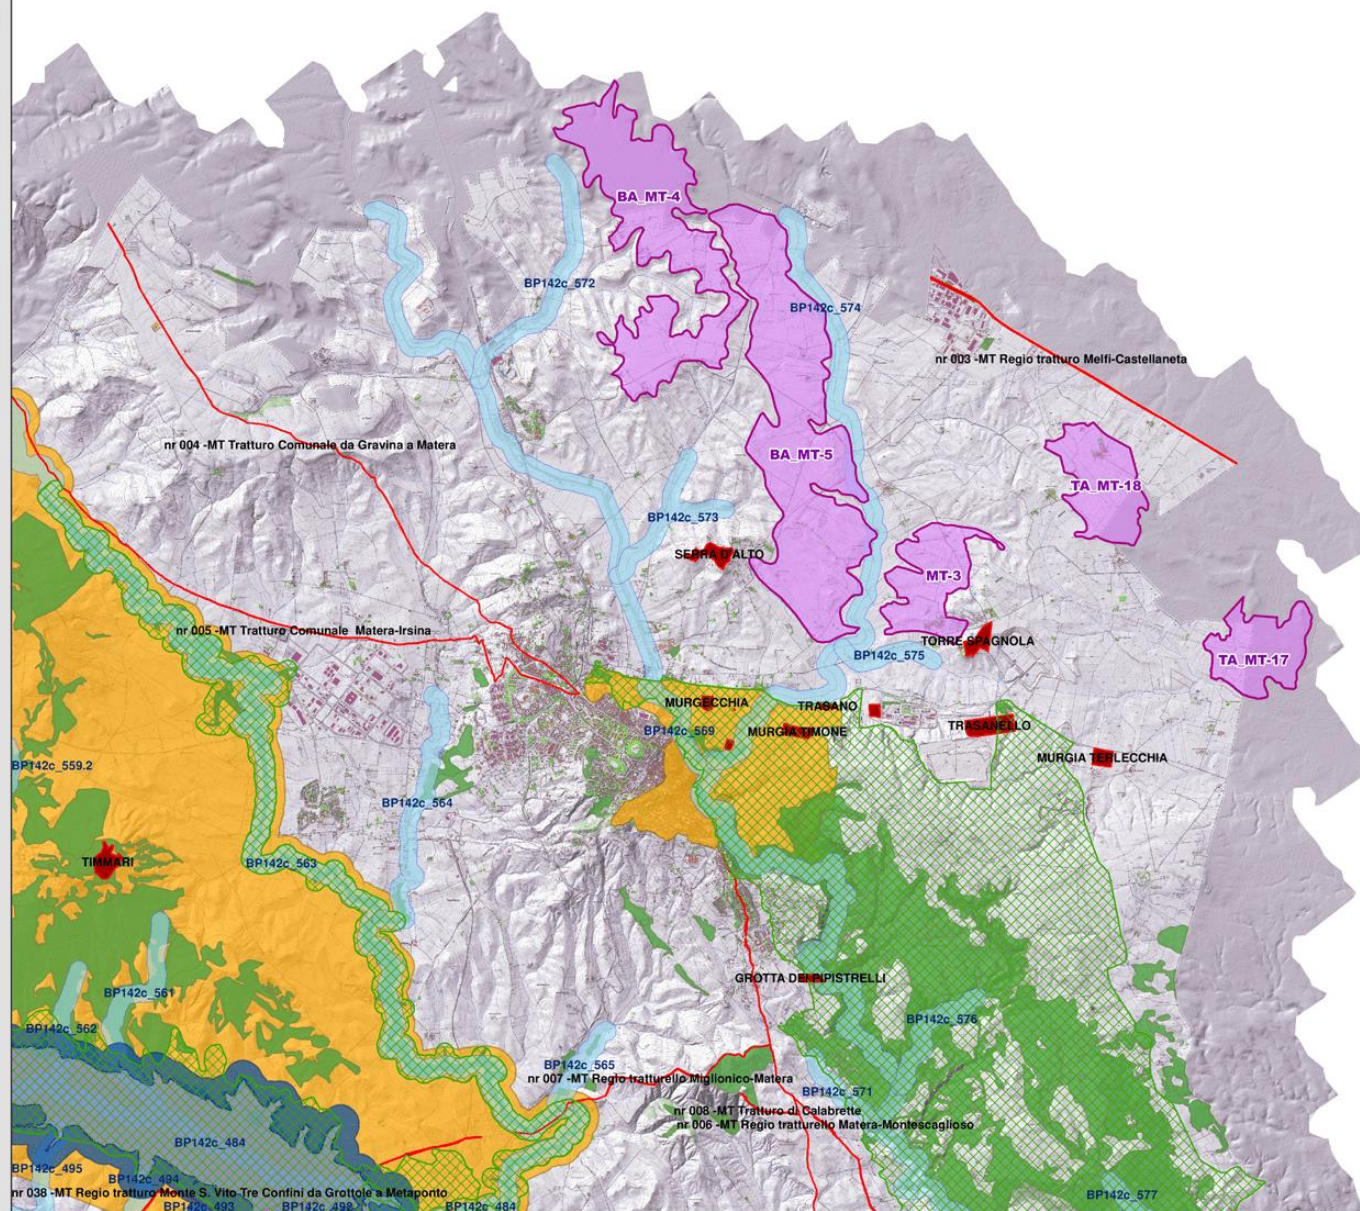 BA_MT-4
BP142c_572
BP142c_574
nr 003 -MT Regio tratturo Melfi-Castellaneta
nr 004 -MT Tratturo Comunale da Gravina a Matera
BA_MT-5
TA_MT-18
BP142c_573
SERRA D'ALTO
MT-3
nr 005 -MT Tratturo Comunale Matera-Irsina
TORRE SPAGNOLA
BP142c_575
TA_MT-17
MURGECCHIA
TRASANO
BP142c_569
MURGIA TIMONE
TRASANELLO
MURGIA TERLECCHIA
BP142c_559.2
BP142c_564
TIMMARI
BP142c_563
GROTTA DEI PIPISTRELLI
BP142c_561
BP142c_576
BP142c_562
BP142c_565
nr 007 -MT Regio tratturello Miglionico-Matera
BP142c_571
nr 008 -MT Tratturo di Calabrette
nr 006 -MT Regio tratturello Matera-Montescaglioso
BP142c_484
BP142c_495
BP142c_494
nr 038 -MT Regio tratturo Monte S. Vito Tre Confini da Grottole a Metaponto
BP142c_577
BP142c_493
BP142c_492
BP142c_484